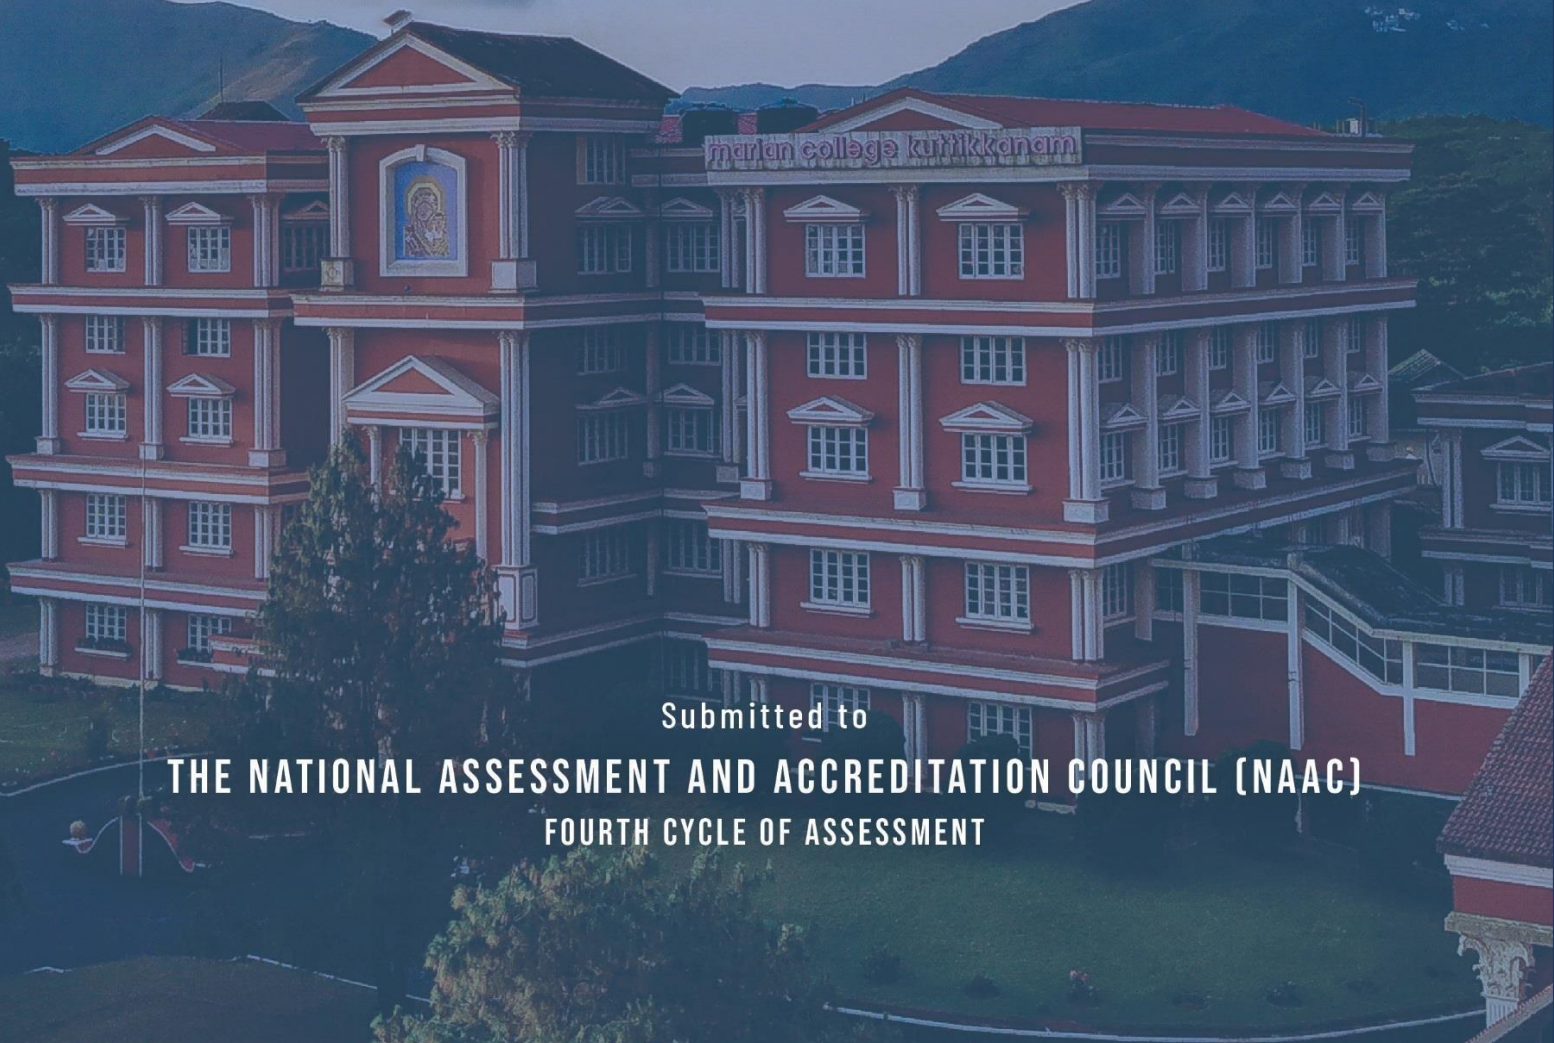 marian college kuttikkanam
Submitted to
THE NATIONAL ASSESSMENT AND ACCREDITATION COUNCIL (NAAC)
FOURTH CYCLE OF ASSESSMENT